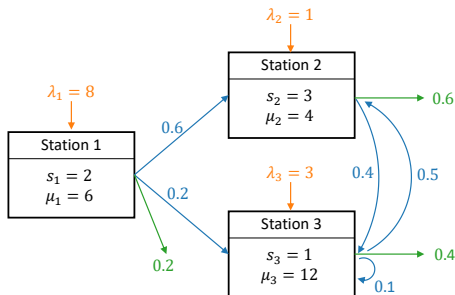 λ₂ = 1
λ₁ = 8
Station 2
s₂ = 3
μ₂ = 4
0.6
0.6
Station 1
s₁ = 2
μ₁ = 6
λ₃ = 3
0.4
0.5
0.2
Station 3
s₃ = 1
μ₃ = 12
0.4
0.2
0.1